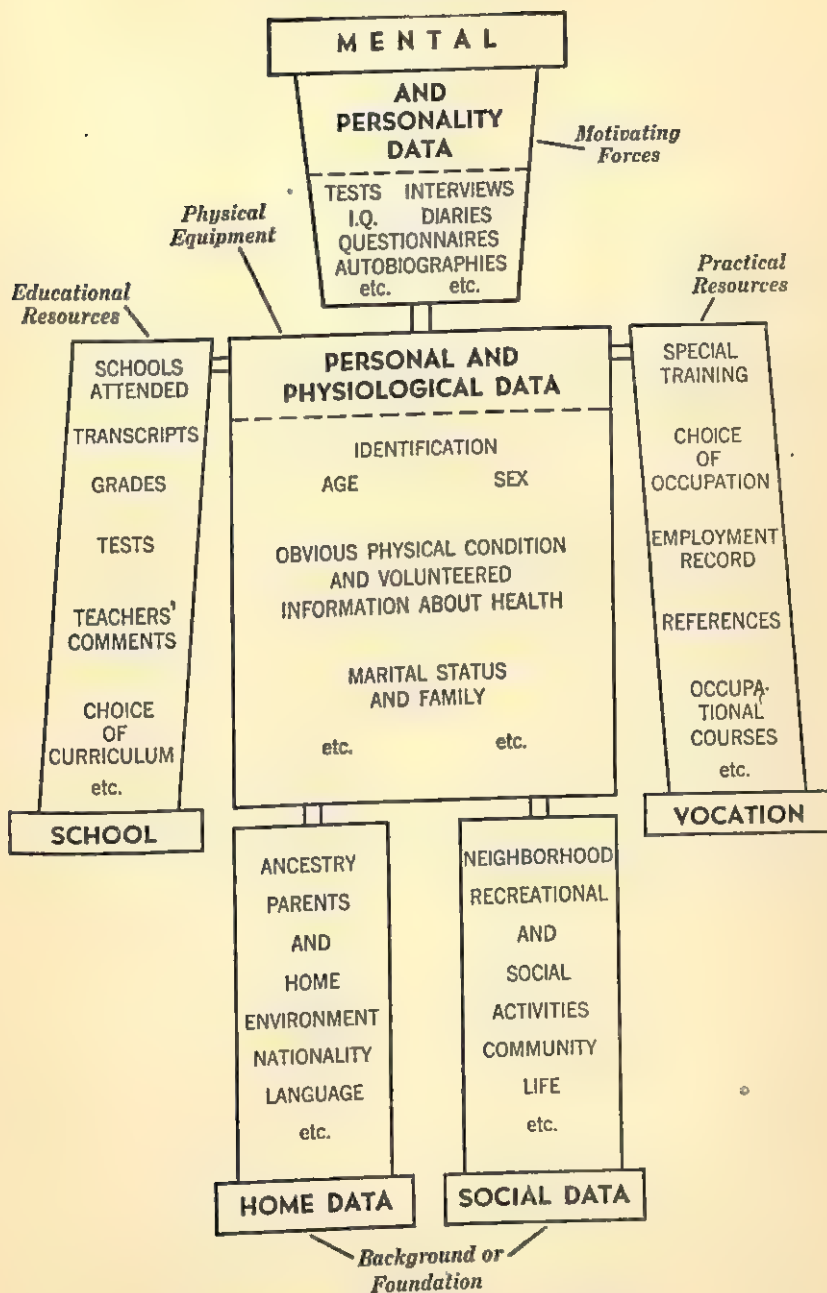 MENTAL
AND
PERSONALITY
DATA
TESTS INTERVIEWS
I.Q. DIARIES
QUESTIONNAIRES
AUTOBIOGRAPHIES
etc. etc.
Motivating
Forces
Physical
Equipment
Educational
Resources
Practical
Resources
SCHOOLS
ATTENDED
TRANSCRIPTS
GRADES
TESTS
TEACHERS'
COMMENTS
CHOICE
OF
CURRICULUM
etc.
SCHOOL
PERSONAL AND
PHYSIOLOGICAL DATA
IDENTIFICATION
AGE SEX
OBVIOUS PHYSICAL CONDITION
AND VOLUNTEERED
INFORMATION ABOUT HEALTH
MARITAL STATUS
AND FAMILY
etc. etc.
SPECIAL
TRAINING
CHOICE
OF
OCCUPATION
EMPLOYMENT
RECORD
REFERENCES
OCCUPA-
TIONAL
COURSES
etc.
VOCATION
ANCESTRY
PARENTS
AND
HOME
ENVIRONMENT
NATIONALITY
LANGUAGE
etc.
HOME DATA
NEIGHBORHOOD
RECREATIONAL
AND
SOCIAL
ACTIVITIES
COMMUNITY
LIFE
etc.
SOCIAL DATA
Background or
Foundation